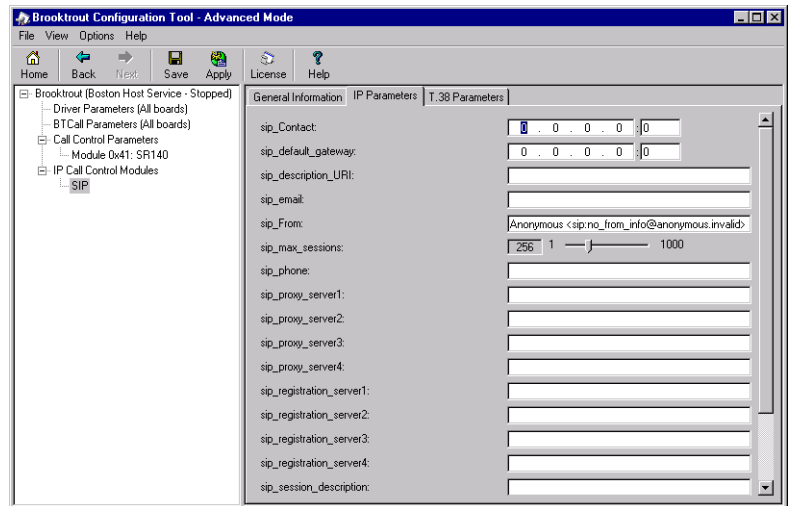 Brooktrout Configuration Tool - Advanced Mode
File View Options Help
Home Back Next Save Apply License Help
Brooktrout (Boston Host Service - Stopped)
Driver Parameters (All boards)
BTCall Parameters (All boards)
Call Control Parameters
Module 0x41: SR140
IP Call Control Modules
SIP
General Information IP Parameters T.38 Parameters
sip_Contact: 0 . 0 . 0 . 0 :0
sip_default_gateway: 0 . 0 . 0 . 0 :0
sip_description_URI:
sip_email:
sip_From: Anonymous <sip:no_from_info@anonymous.invalid>
sip_max_sessions: 256 1 1000
sip_phone:
sip_proxy_server1:
sip_proxy_server2:
sip_proxy_server3:
sip_proxy_server4:
sip_registration_server1:
sip_registration_server2:
sip_registration_server3:
sip_registration_server4:
sip_session_description: